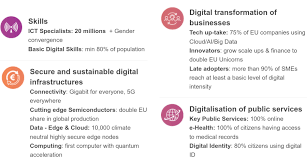 Skills
ICT Specialists: 20 millions + Gender
convergence
Basic Digital Skills: min 80% of population
Secure and sustainable digital
infrastructures
Connectivity: Gigabit for everyone, 5G
everywhere
Cutting edge Semiconductors: double EU
share in global production
Data - Edge & Cloud: 10,000 climate
neutral highly secure edge nodes
Computing: first computer with quantum
acceleration
Digital transformation of
businesses
Tech up-take: 75% of EU companies using
Cloud/AI/Big Data
Innovators: grow scale ups & finance to
double EU Unicorns
Late adopters: more than 90% of SMEs
reach at least a basic level of digital
intensity
Digitalisation of public services
Key Public Services: 100% online
e-Health: 100% of citizens having access
to medical records
Digital Identity: 80% citizens using digital
ID